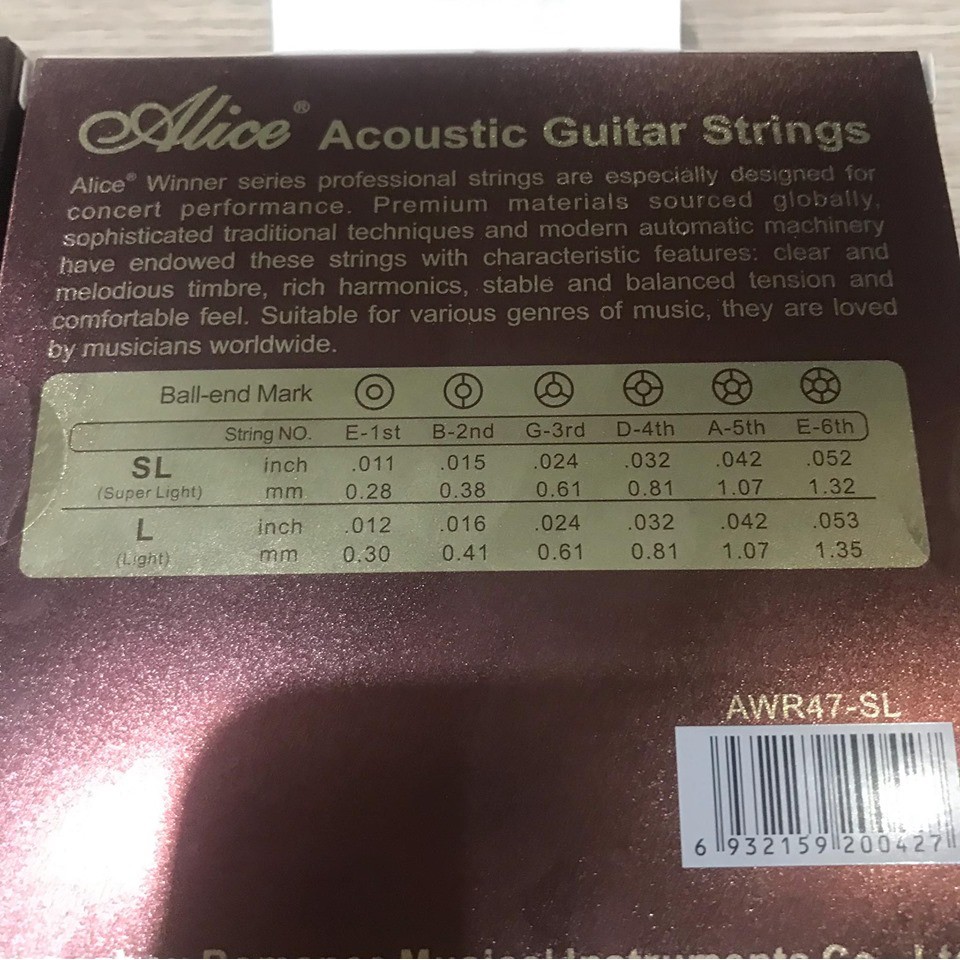 Alice® Acoustic Guitar Strings
Alice® Winner series professional strings are especially designed for
concert performance. Premium materials sourced globally,
sophisticated traditional techniques and modern automatic machinery
have endowed these strings with characteristic features: clear and
melodious timbre, rich harmonics, stable and balanced tension and
comfortable feel. Suitable for various genres of music, they are loved
by musicians worldwide.
Ball-end Mark
String NO. E-1st B-2nd G-3rd D-4th A-5th E-6th
SL inch .011 .015 .024 .032 .042 .052
(Super Light) mm 0.28 0.38 0.61 0.81 1.07 1.32
L inch .012 .016 .024 .032 .042 .053
(Light) mm 0.30 0.41 0.61 0.81 1.07 1.35
AWR47-SL
6 932159 200427
Romance Musical Instruments Co.